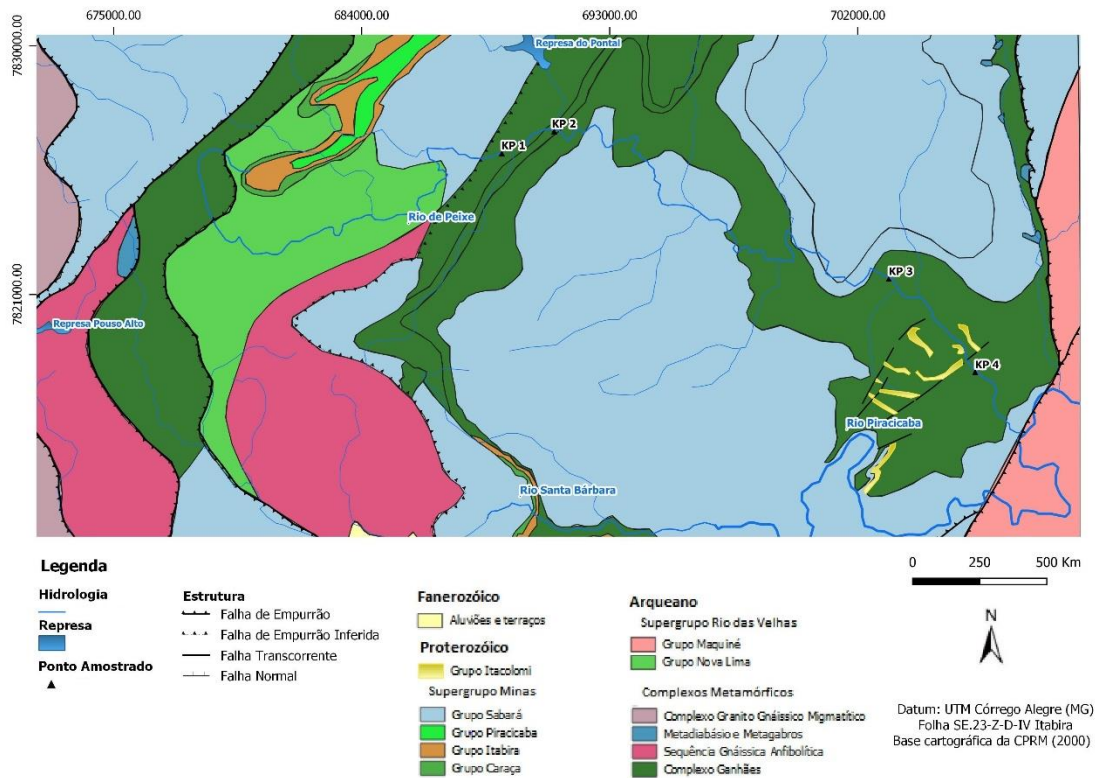 675000.00
684000.00
693000.00
702000.00
7830000.00
7821000.00
Represa do Pontal
KP 1
KP 2
Rio de Peixe
KP 3
Represa Pouso Alto
KP 4
Rio Piracicaba
Rio Santa Bárbara
Legenda
Hidrologia
Represa
Ponto Amostrado
Estrutura
Falha de Empurrão
Falha de Empurrão Inferida
Falha Transcorrente
Falha Normal
Fanerozóico
Aluviões e terraços
Proterozóico
Grupo Itacolomi
Supergrupo Minas
Grupo Sabará
Grupo Piracicaba
Grupo Itabira
Grupo Caraça
Arqueano
Supergrupo Rio das Velhas
Grupo Maquiné
Grupo Nova Lima
Complexos Metamórficos
Complexo Granito Gnáissico Migmatítico
Metadiabásio e Metagabros
Sequência Gnáissica Anfibolítica
Complexo Ganhães
0 250 500 Km
N
Datum: UTM Córrego Alegre (MG)
Folha SE.23-Z-D-IV Itabira
Base cartográfica da CPRM (2000)